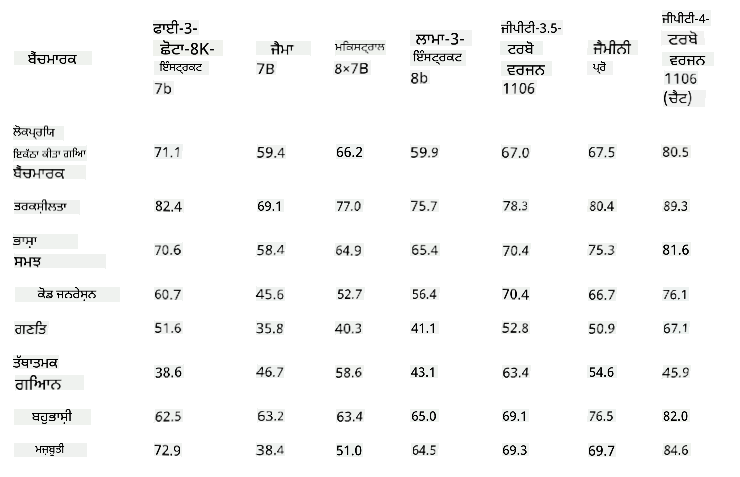 ਬੈਂਚਮਾਰਕ ਫਾਈ-3-ਛੋਟਾ-8K-ਇੰਸਟ੍ਰਕਟ 7b ਜੈਮਾ 7B ਮਕਿਸਟ੍ਰਾਲ 8×7B ਲਾਮਾ-3-ਇੰਸਟ੍ਰਕਟ 8b ਜੀਪੀਟੀ-3.5-ਟਰਬੋ ਵਰਜਨ 1106 ਜੈਮੀਨੀ ਪ੍ਰੋ ਜੀਪੀਟੀ-4-ਟਰਬੋ ਵਰਜਨ 1106 (ਚੈਟ)
ਲੋਕਪ੍ਰਯਿ ਇਕੱਠਾ ਕੀਤਾ ਗਆਿ ਬੈਂਚਮਾਰਕ 71.1 59.4 66.2 59.9 67.0 67.5 80.5
ਤਰਕਸ਼ੀਲਤਾ 82.4 69.1 77.0 75.7 78.3 80.4 89.3
ਭਾਸ਼ਾ ਸਮਝ 70.6 58.4 64.9 65.4 70.4 75.3 81.6
ਕੋਡ ਜਨਰੇਸ਼ਨ 60.7 45.6 52.7 56.4 70.4 66.7 76.1
ਗਣਤਿ 51.6 35.8 40.3 41.1 52.8 50.9 67.1
ਤੱਥਾਤਮਕ ਗਆਿਨ 38.6 46.7 58.6 43.1 63.4 54.6 45.9
ਬਹੁਭਾਸ਼ੀ 62.5 63.2 63.4 65.0 69.1 76.5 82.0
ਮਜ਼ਬੂਤੀ 72.9 38.4 51.0 64.5 69.3 69.7 84.6